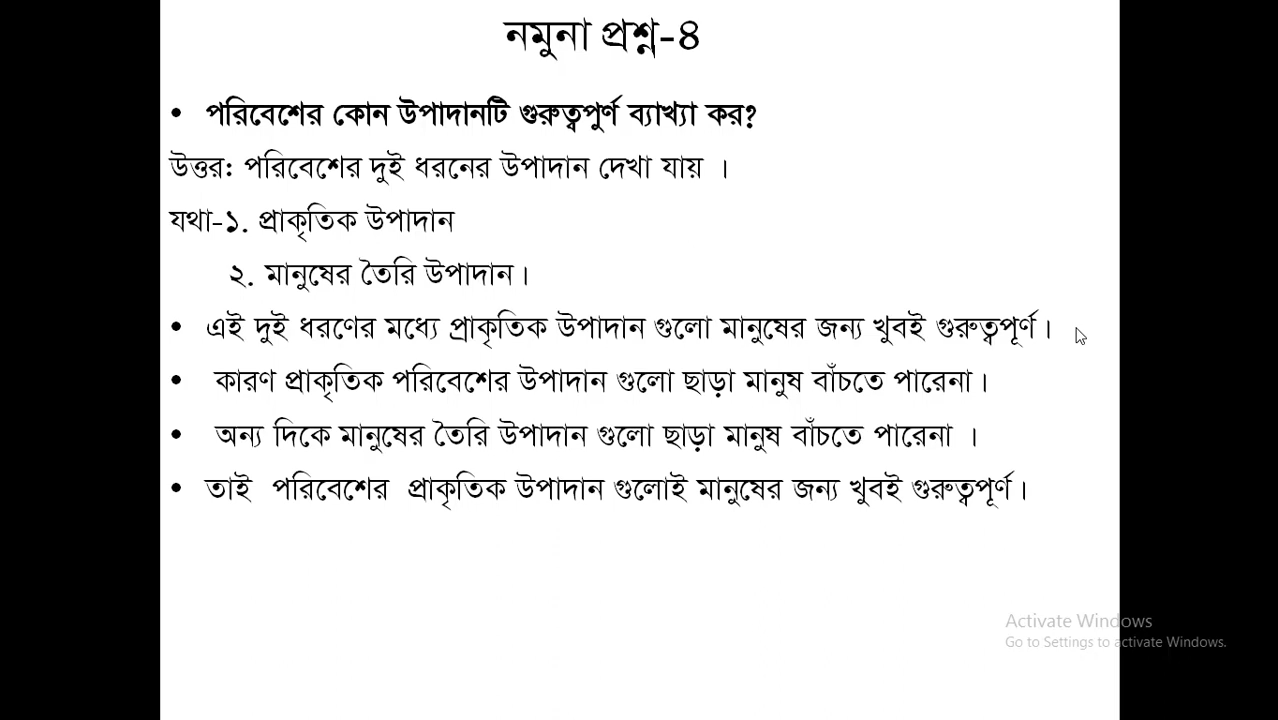 নমুনা প্রশ্ন-৪
• পরিবেশের কোন উপাদানটি গুরুত্বপুর্ণ ব্যাখ্যা কর?
উত্তর: পরিবেশের দুই ধরনের উপাদান দেখা যায় ।
যথা-১. প্রাকৃতিক উপাদান
২. মানুষের তৈরি উপাদান।
• এই দুই ধরণের মধ্যে প্রাকৃতিক উপাদান গুলো মানুষের জন্য খুবই গুরুত্বপূর্ণ।
• কারণ প্রাকৃতিক পরিবেশের উপাদান গুলো ছাড়া মানুষ বাঁচতে পারেনা।
• অন্য দিকে মানুষের তৈরি উপাদান গুলো ছাড়া মানুষ বাঁচতে পারেনা ।
• তাই পরিবেশের প্রাকৃতিক উপাদান গুলোই মানুষের জন্য খুবই গুরুত্বপূর্ণ।
Activate Windows
Go to Settings to activate Windows.